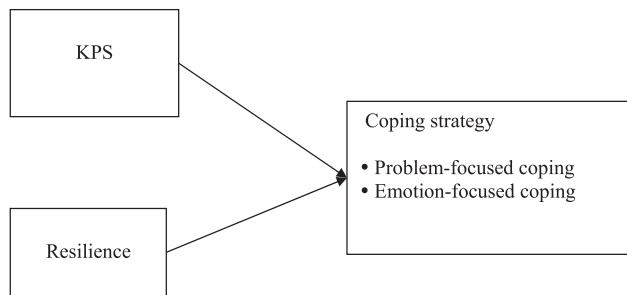 KPS
Coping strategy
• Problem-focused coping
• Emotion-focused coping
Resilience